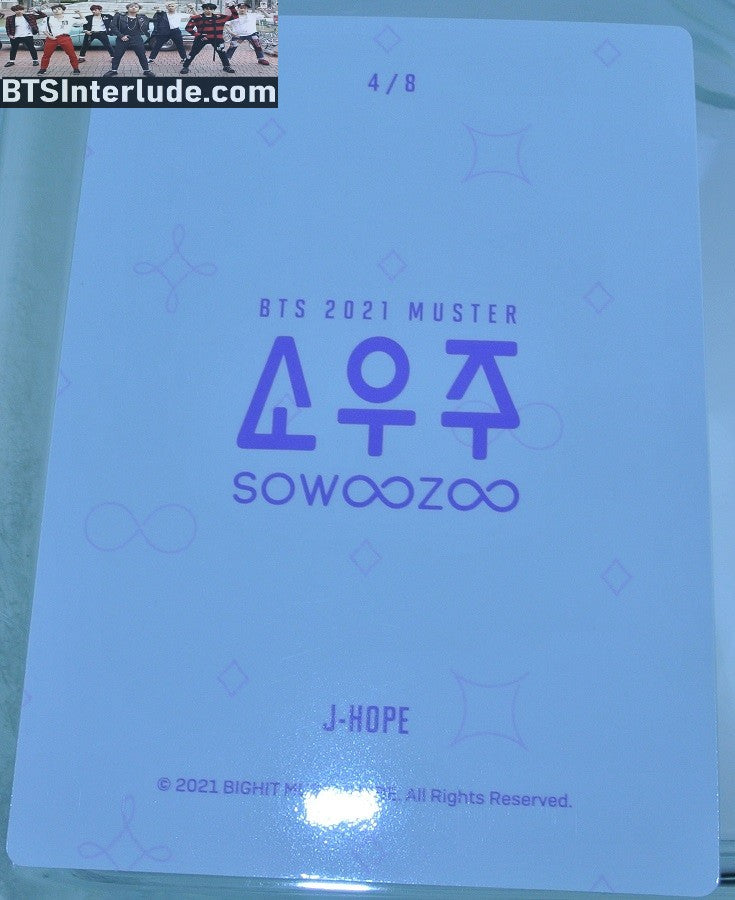 BTSInterlude.com
4/8
BTS 2021 MUSTER
소우주
SOWOOZOO
J-HOPE
© 2021 BIGHIT All Rights Reserved.